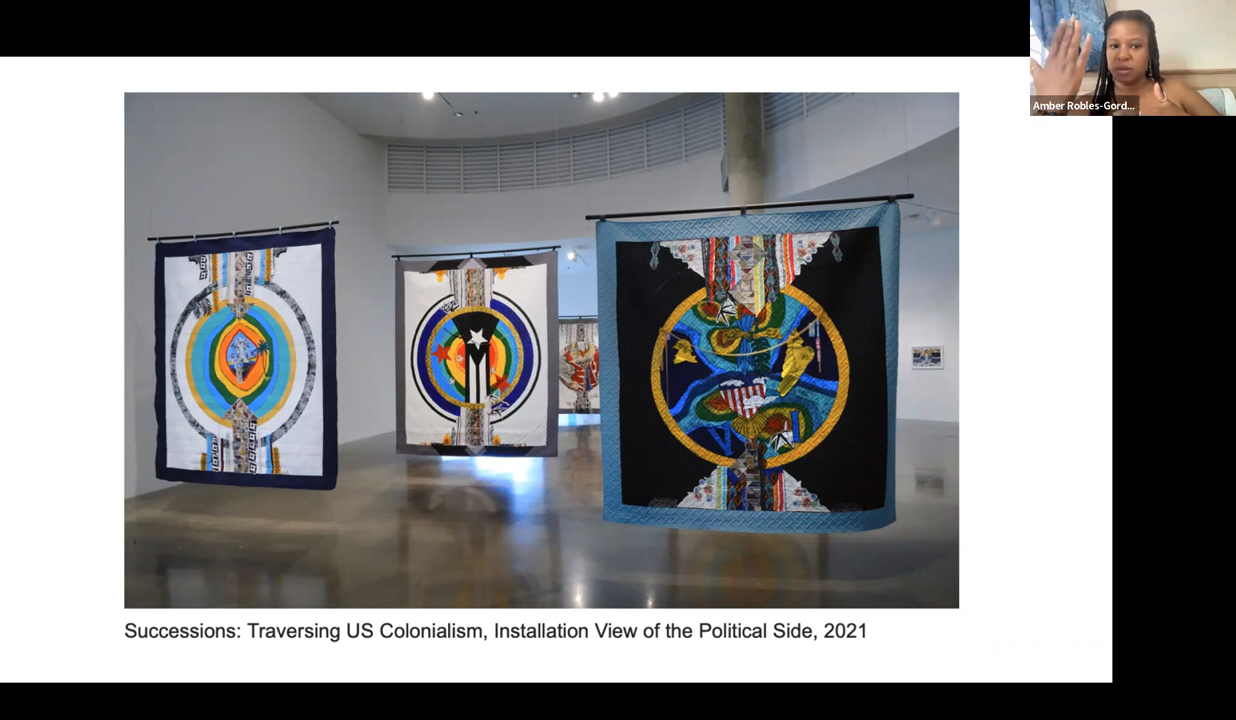 Amber Robles-Gord...
Successions: Traversing US Colonialism, Installation View of the Political Side, 2021